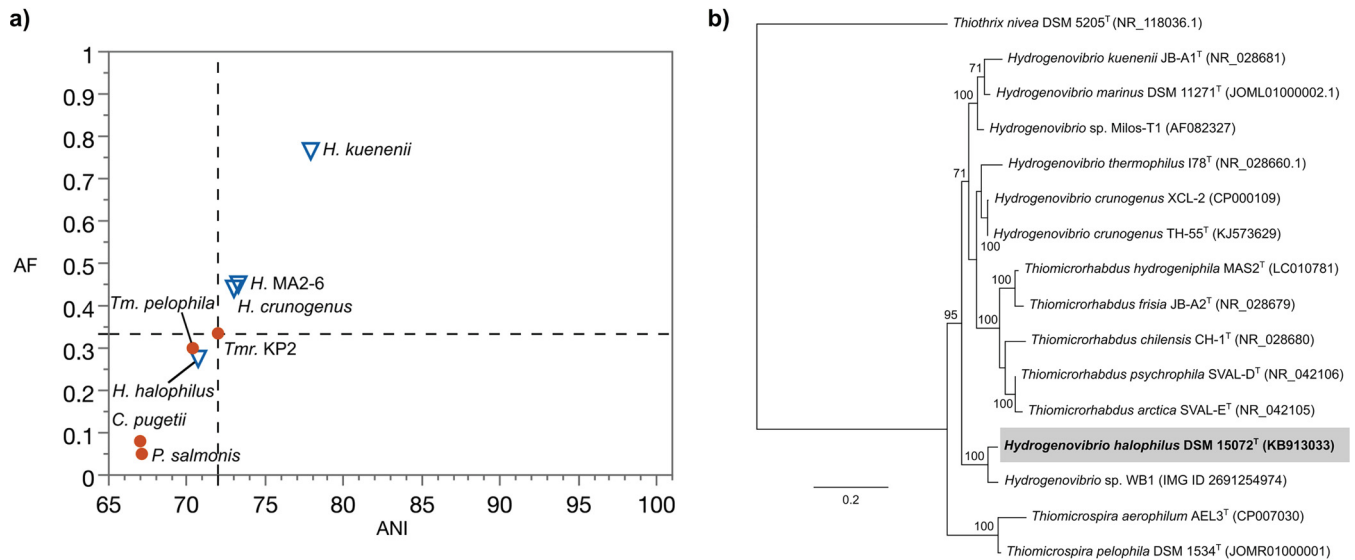 a)
1
0.9
0.8
0.7
0.6
0.5
0.4
0.3
0.2
0.1
0
AF
H. kuenenii
H. MA2-6
H. crunogenus
Tm. pelophila
Tmr. KP2
H. halophilus
C. pugetii
P. salmonis
65 70 75 80 85 90 95 100
ANI
b)
Thiothrix nivea DSM 5205ᵀ (NR_118036.1)
Hydrogenovibrio kuenenii JB-A1ᵀ (NR_028681)
71
Hydrogenovibrio marinus DSM 11271ᵀ (JOML01000002.1)
100
Hydrogenovibrio sp. Milos-T1 (AF082327)
Hydrogenovibrio thermophilus I78ᵀ (NR_028660.1)
71
Hydrogenovibrio crunogenus XCL-2 (CP000109)
Hydrogenovibrio crunogenus TH-55ᵀ (KJ573629)
100
Thiomicrorhabdus hydrogeniphila MAS2ᵀ (LC010781)
100
Thiomicrorhabdus frisia JB-A2ᵀ (NR_028679)
95
100
Thiomicrorhabdus chilensis CH-1ᵀ (NR_028680)
Thiomicrorhabdus psychrophila SVAL-Dᵀ (NR_042106)
100
Thiomicrorhabdus arctica SVAL-Eᵀ (NR_042105)
Hydrogenovibrio halophilus DSM 15072ᵀ (KB913033)
100
Hydrogenovibrio sp. WB1 (IMG ID 2691254974)
0.2
Thiomicrospira aerophilum AEL3ᵀ (CP007030)
100
Thiomicrospira pelophila DSM 1534ᵀ (JOMR01000001)